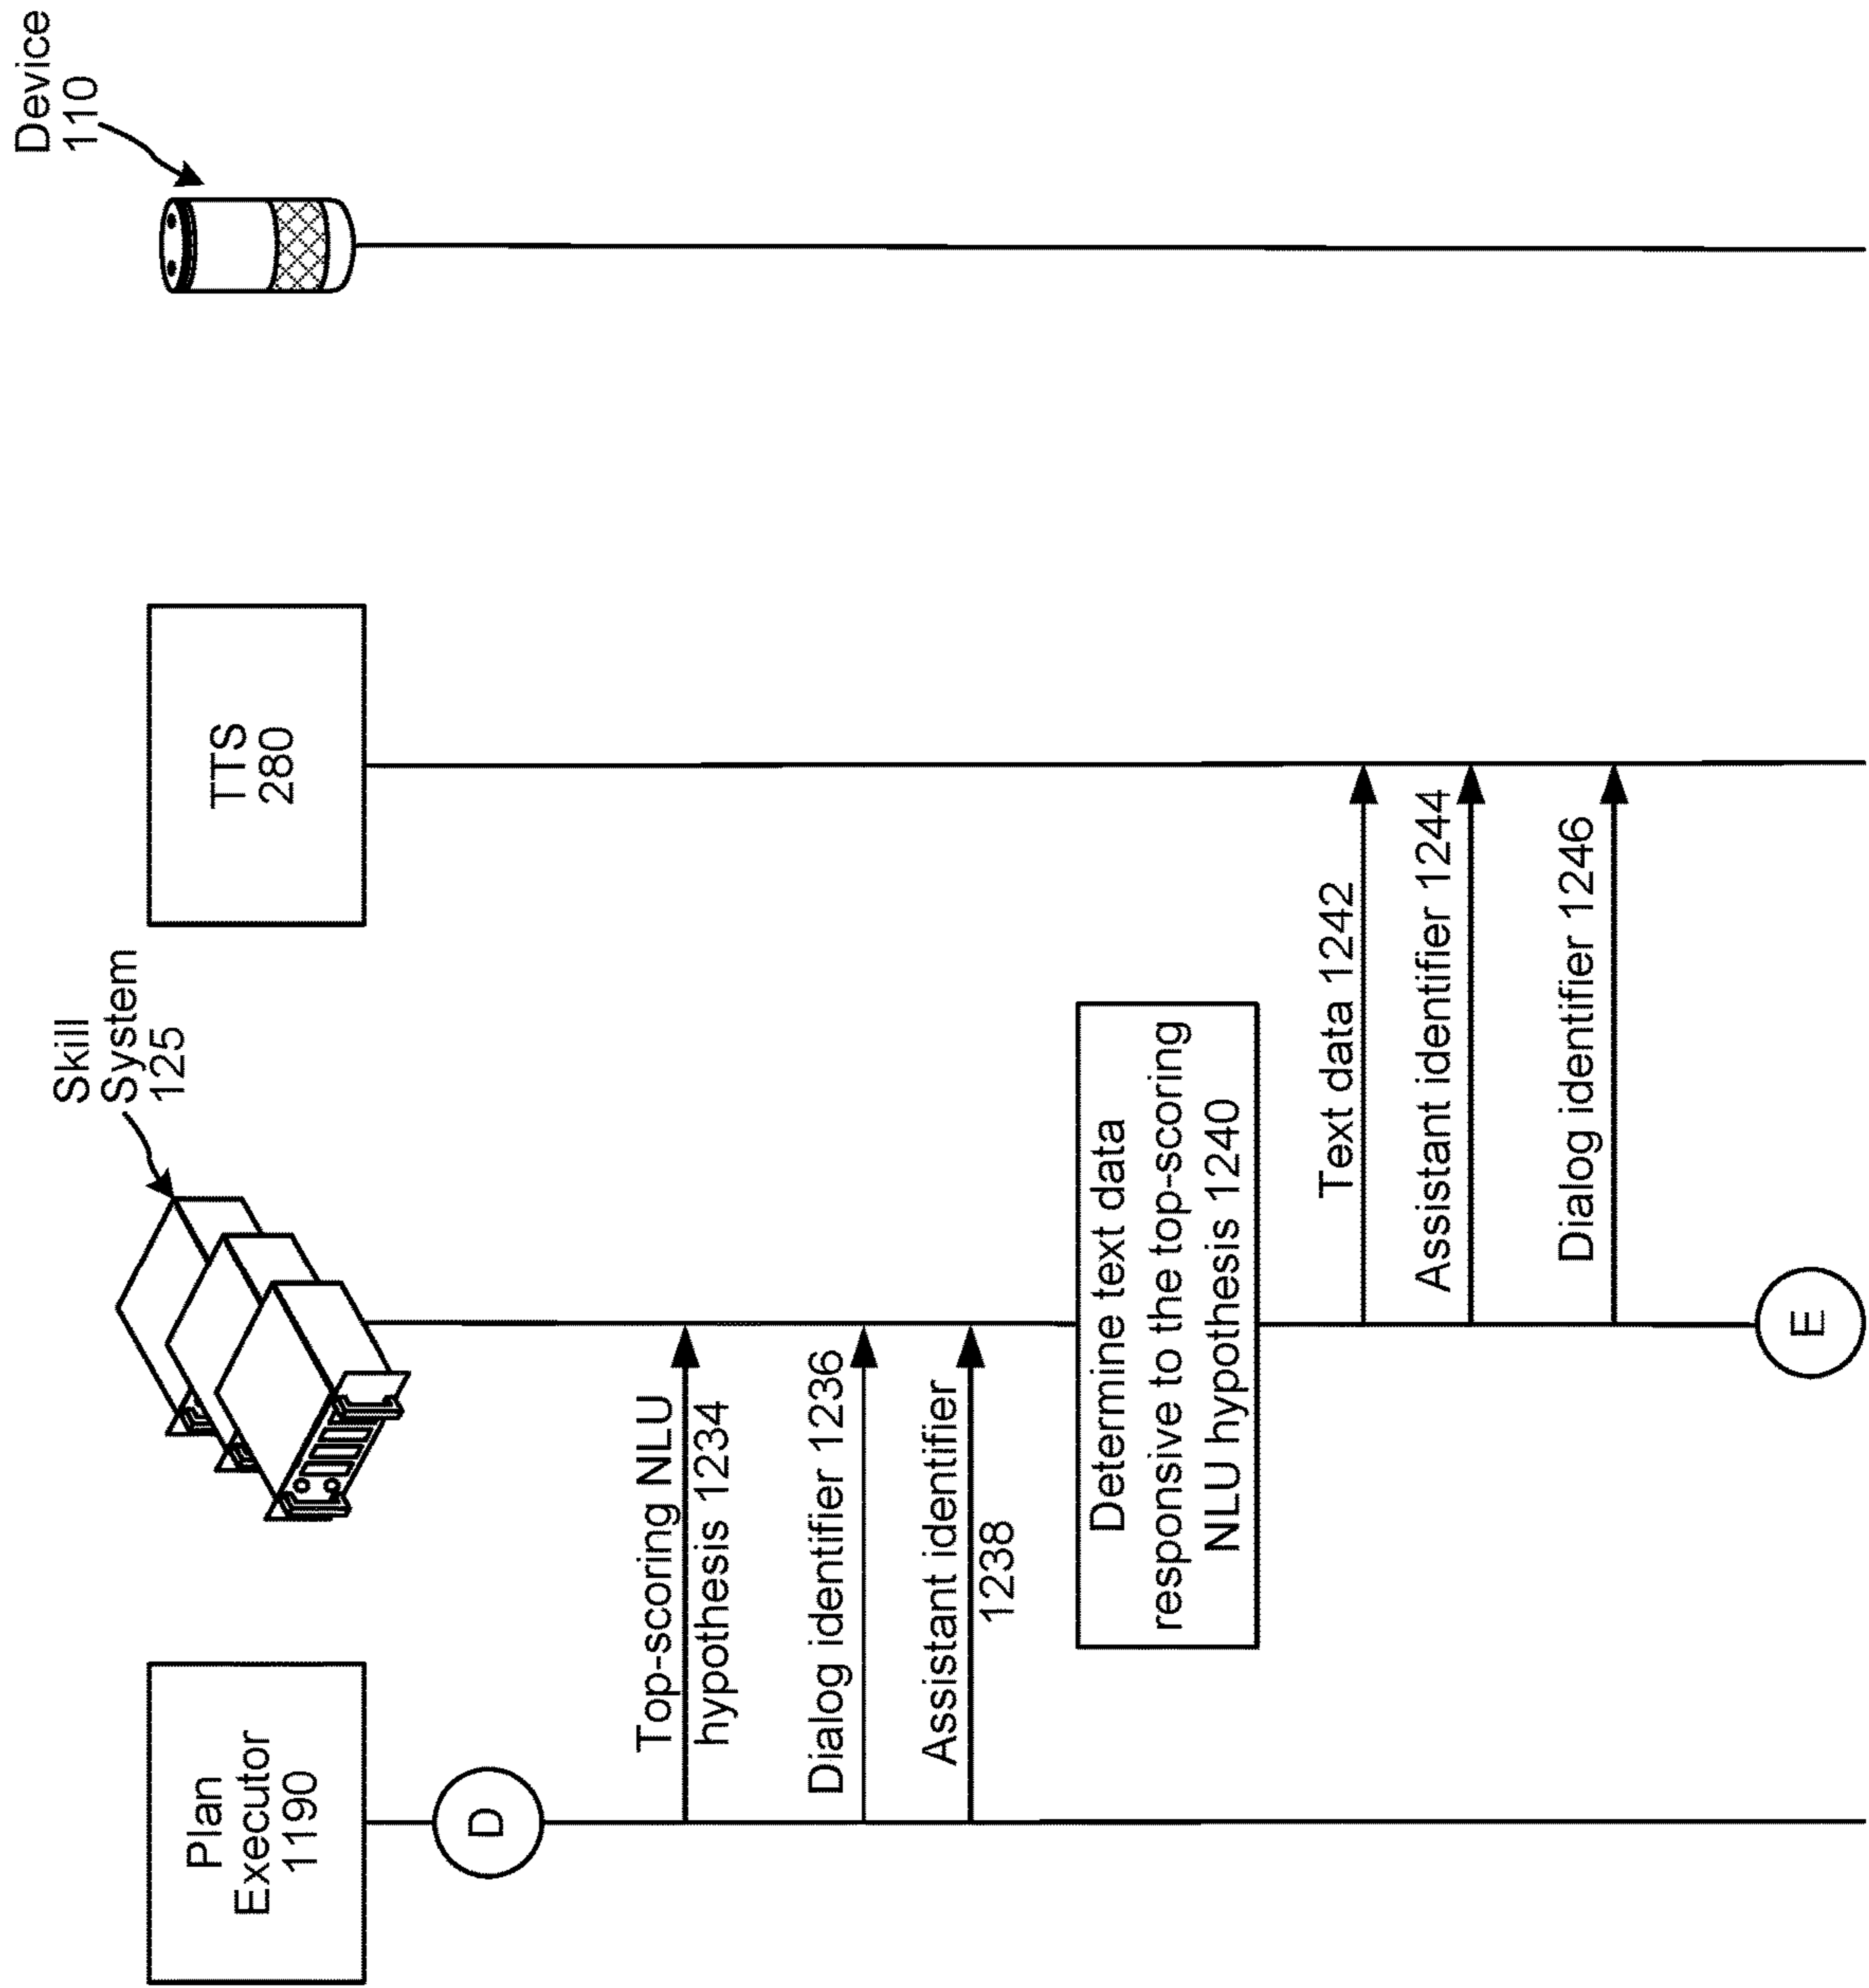 Plan
Executor
1190
Skill
System
125
TTS
280
Device
110
D
Top-scoring NLU
hypothesis 1234
Dialog identifier 1236
Assistant identifier
1238
Determine text data
responsive to the top-scoring
NLU hypothesis 1240
Text data 1242
Assistant identifier 1244
Dialog identifier 1246
E